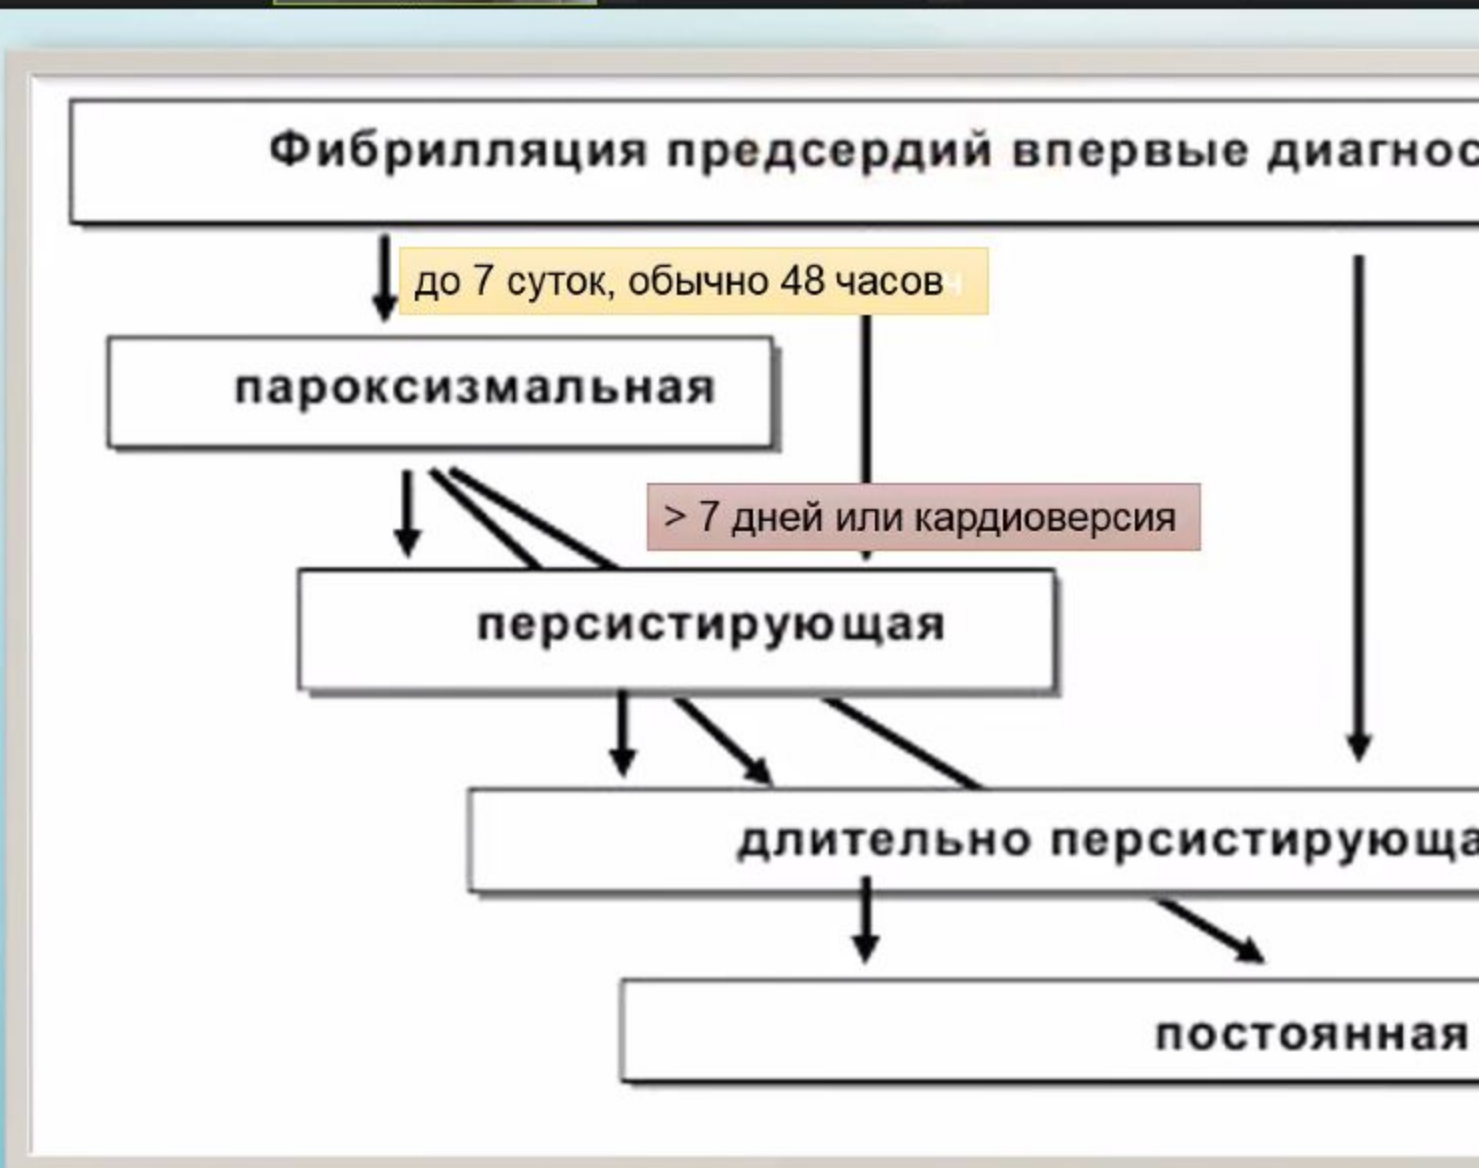 Фибрилляция предсердий впервые диагнос
до 7 суток, обычно 48 часов
пароксизмальная
> 7 дней или кардиоверсия
персистирующая
длительно персистирующа
постоянная